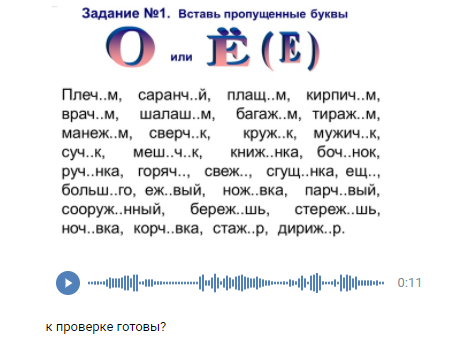 Задание №1. Вставь пропущенные буквы
О или Ё (Е)
Плеч..м, саранч..й, плащ..м, кирпич..м,
врач..м, шалаш..м, багаж..м, тираж..м,
манеж..м, сверч..к, круж..к, мужич..к,
суч..к, меш..ч..к, книж..нка, боч..нок,
руч..нка, горяч.., свеж.., сгущ..нка, ещ..,
больш..го, еж..вый, нож..вка, парч..вый,
сооруж..нный, береж..шь, стереж..шь,
ноч..вка, корч..вка, стаж..р, дириж..р.
0:11
к проверке готовы?